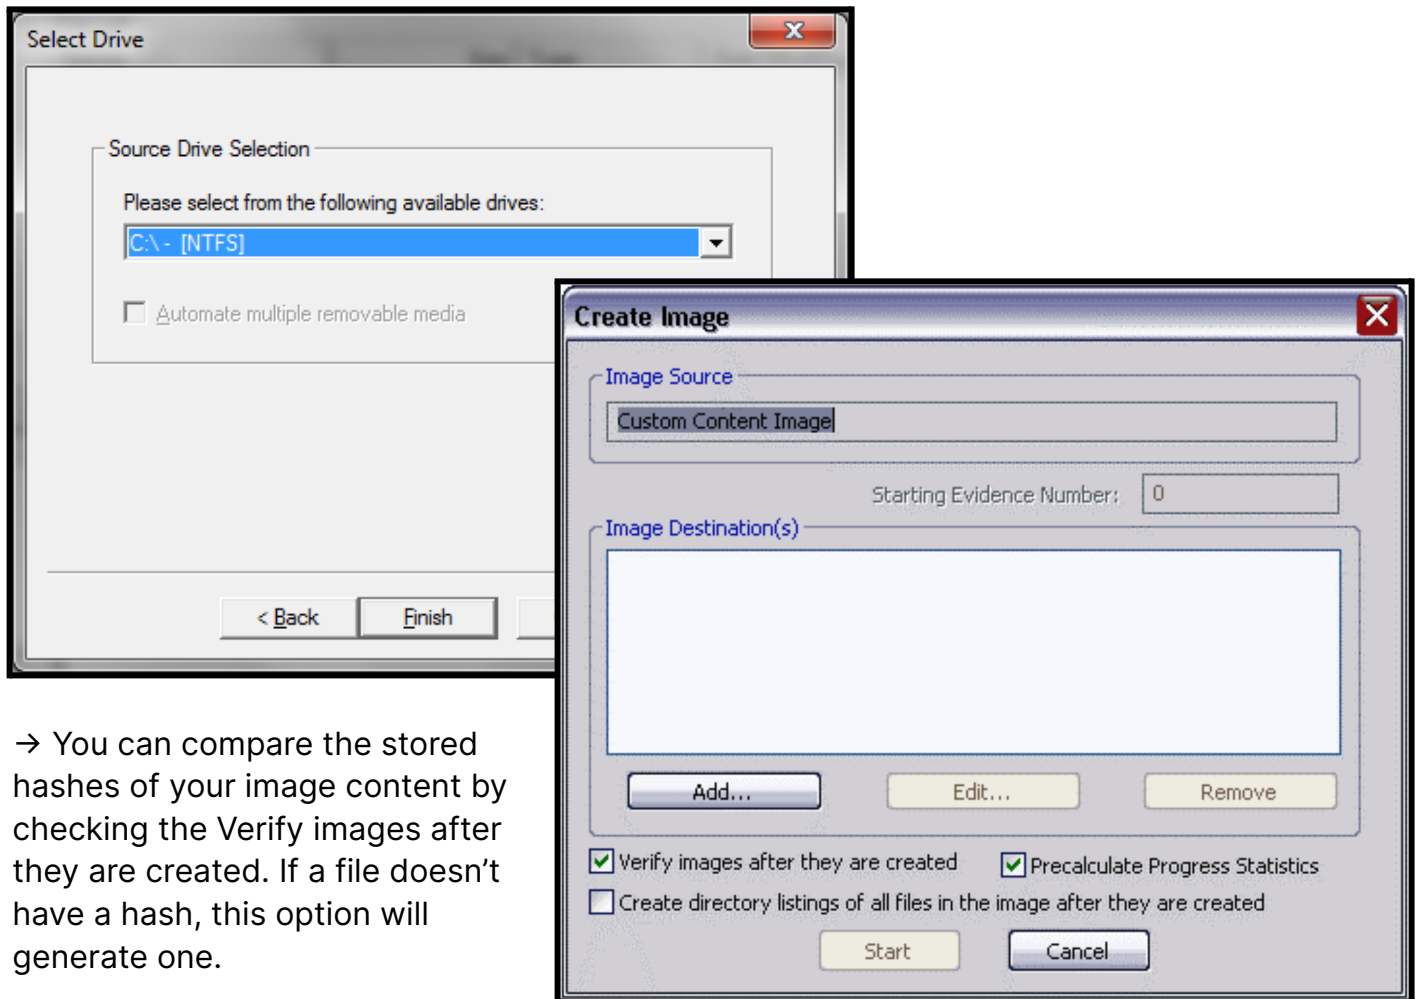 Select Drive
Source Drive Selection
Please select from the following available drives:
C:\ - [NTFS]
Automate multiple removable media
< Back
Finish
Create Image
Image Source
Custom Content Image
Starting Evidence Number:
0
Image Destination(s)
Add...
Edit...
Remove
Verify images after they are created
Precalculate Progress Statistics
Create directory listings of all files in the image after they are created
Start
Cancel
→ You can compare the stored
hashes of your image content by
checking the Verify images after
they are created. If a file doesn’t
have a hash, this option will
generate one.